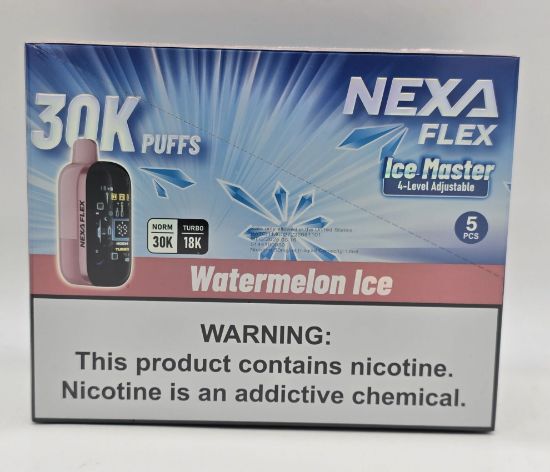 30K PUFFS
NEXA
FLEX
Ice Master
4-Level Adjustable
NEXA FLEX
NORM
30K
TURBO
18K
5
PCS
Watermelon Ice
WARNING:
This product contains nicotine.
Nicotine is an addictive chemical.